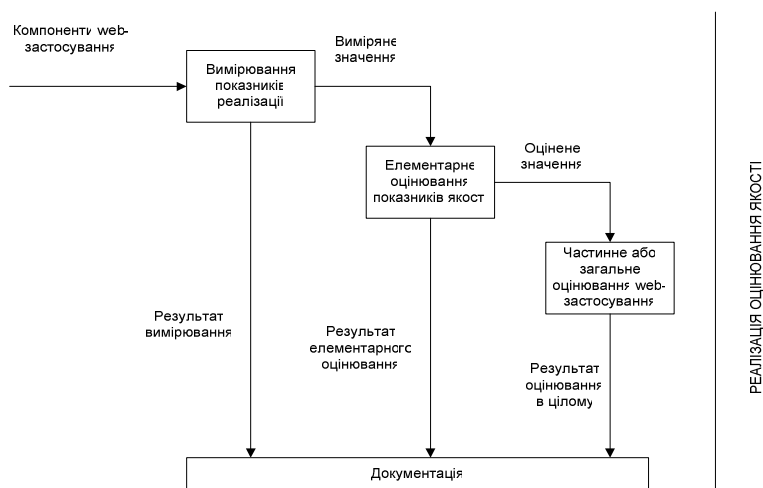 Компоненти web-
застосування
Вимірювання
показників
реалізації
Виміряне
значення
Елементарне
оцінювання
показників якост
Оцінене
значення
Частинне або
загальне
оцінювання web-
застосування
Результат
вимірювання
Результат
елементарного
оцінювання
Результат
оцінювання
в цілому
Документація
РЕАЛІЗАЦІЯ ОЦІНЮВАННЯ ЯКОСТІ